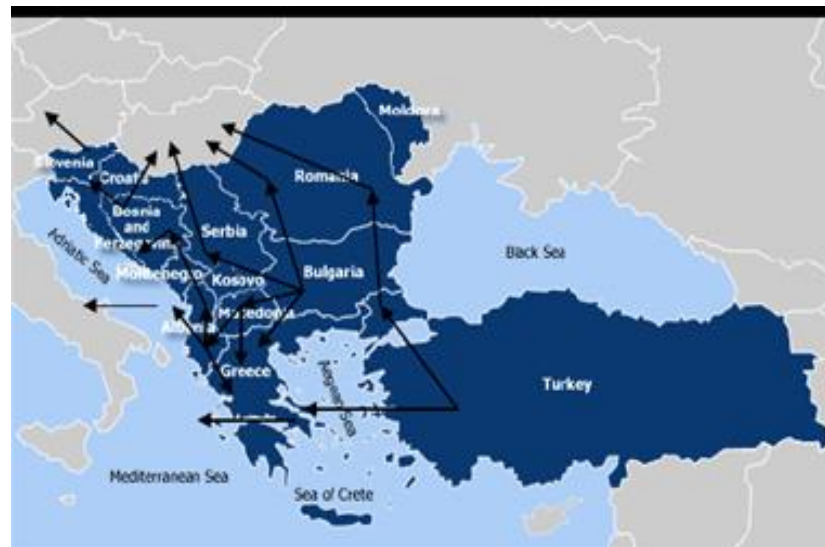 Moldova
Slovenia
Croatia
Romania
Bosnia
and
Herzegovina
Serbia
Adriatic Sea
Black Sea
Montenegro
Kosovo
Bulgaria
Macedonia
Albania
Greece
Aegean Sea
Turkey
Mediterranean Sea
Sea of Crete